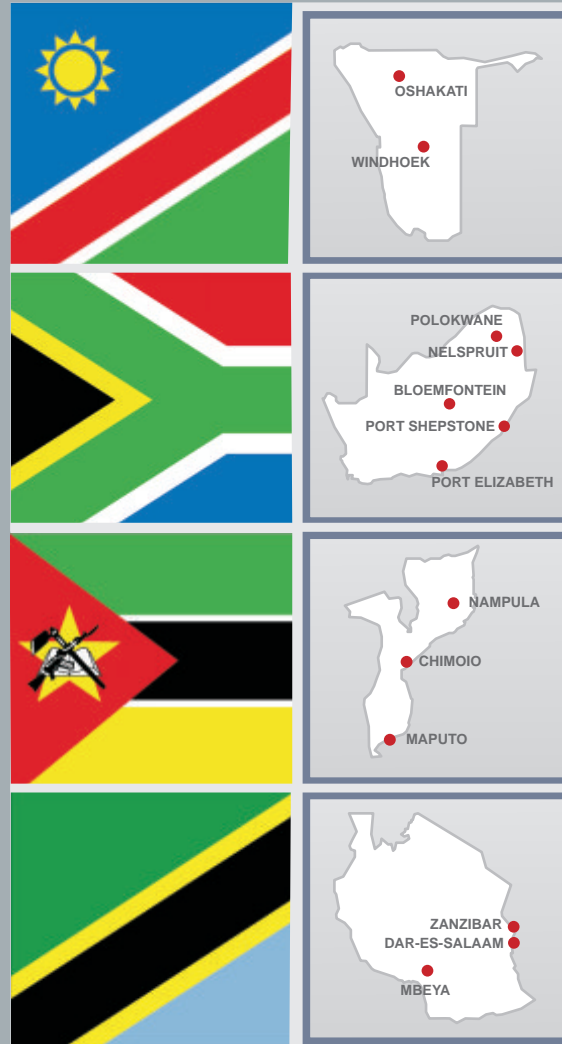 OSHAKATI
WINDHOEK
POLOKWANE
NELSPRUIT
BLOEMFONTEIN
PORT SHEPSTONE
PORT ELIZABETH
NAMPULA
CHIMOIO
MAPUTO
ZANZIBAR
DAR-ES-SALAAM
MBEYA